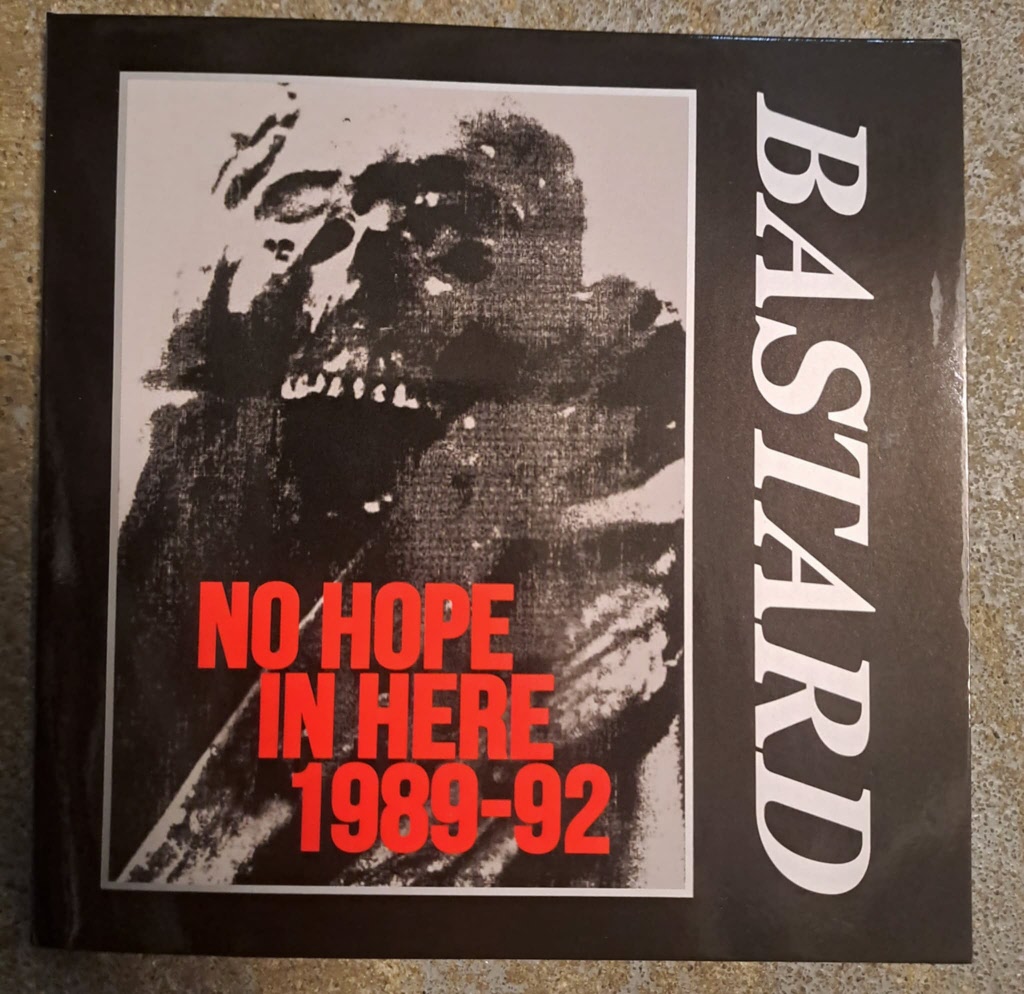 BASTARD
NO HOPE
IN HERE
1989-92